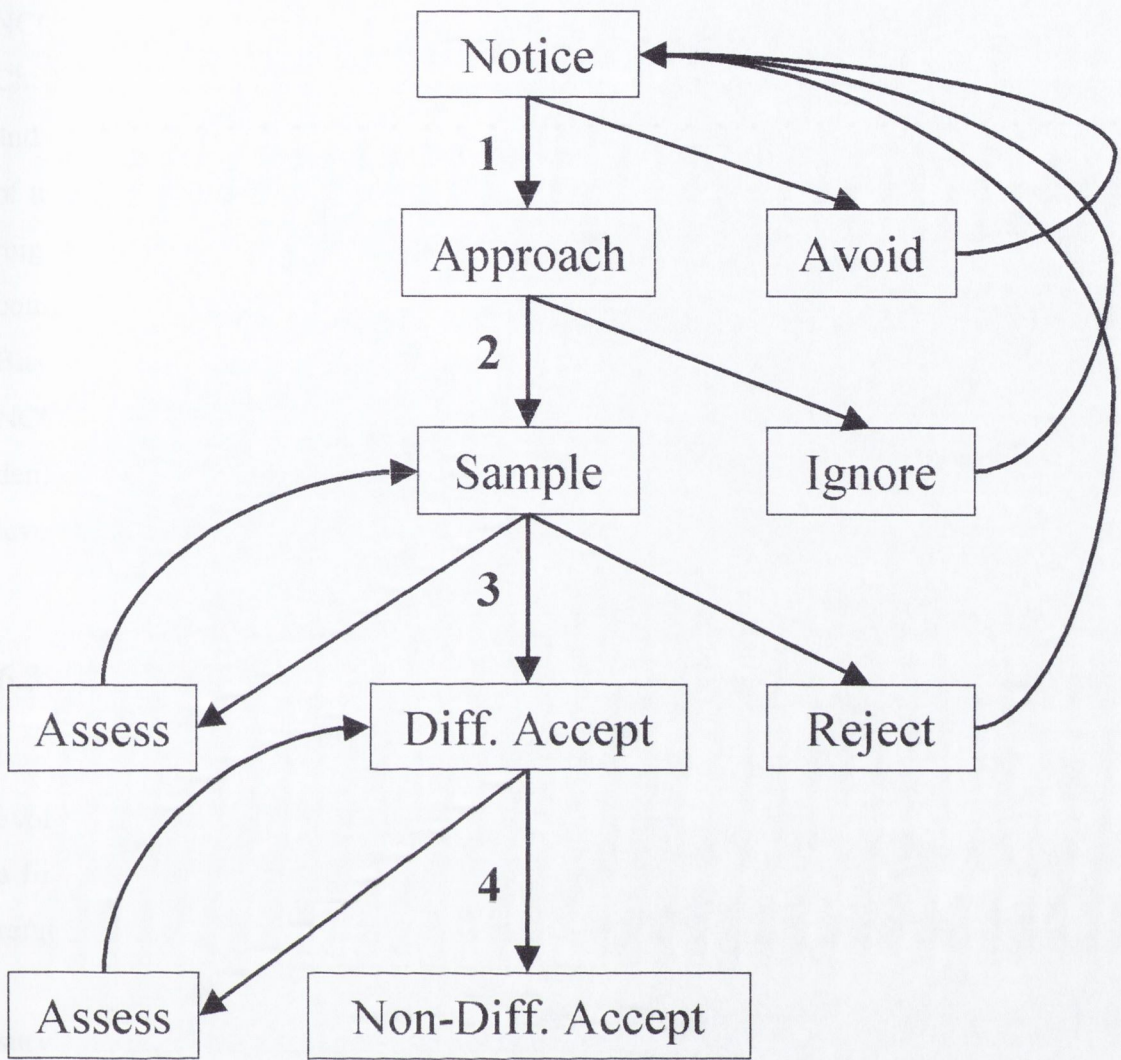 Notice
1
Approach
Avoid
2
Sample
Ignore
3
Assess
Diff. Accept
Reject
4
Assess
Non-Diff. Accept